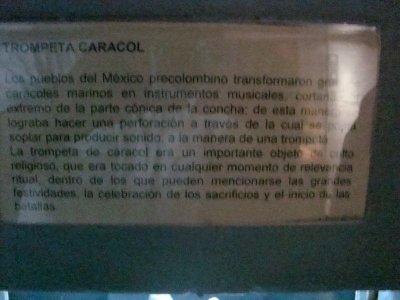 TROMPETA CARACOL
Los pueblos del México precolombino transformaron
caracoles marinos en instrumentos musicales,
extremo de la parte cónica de la concha: de esta
lograba hacer una perforación a través de la cual se
soplar para producir sonido, a la manera de una trompeta.
La trompeta de caracol era un importante objeto de culto
religioso, que era tocado en cualquier momento de relevancia
ritual, dentro de los que pueden mencionarse las grandes
festividades, la celebración de los sacrificios y el inicio de las
batallas.